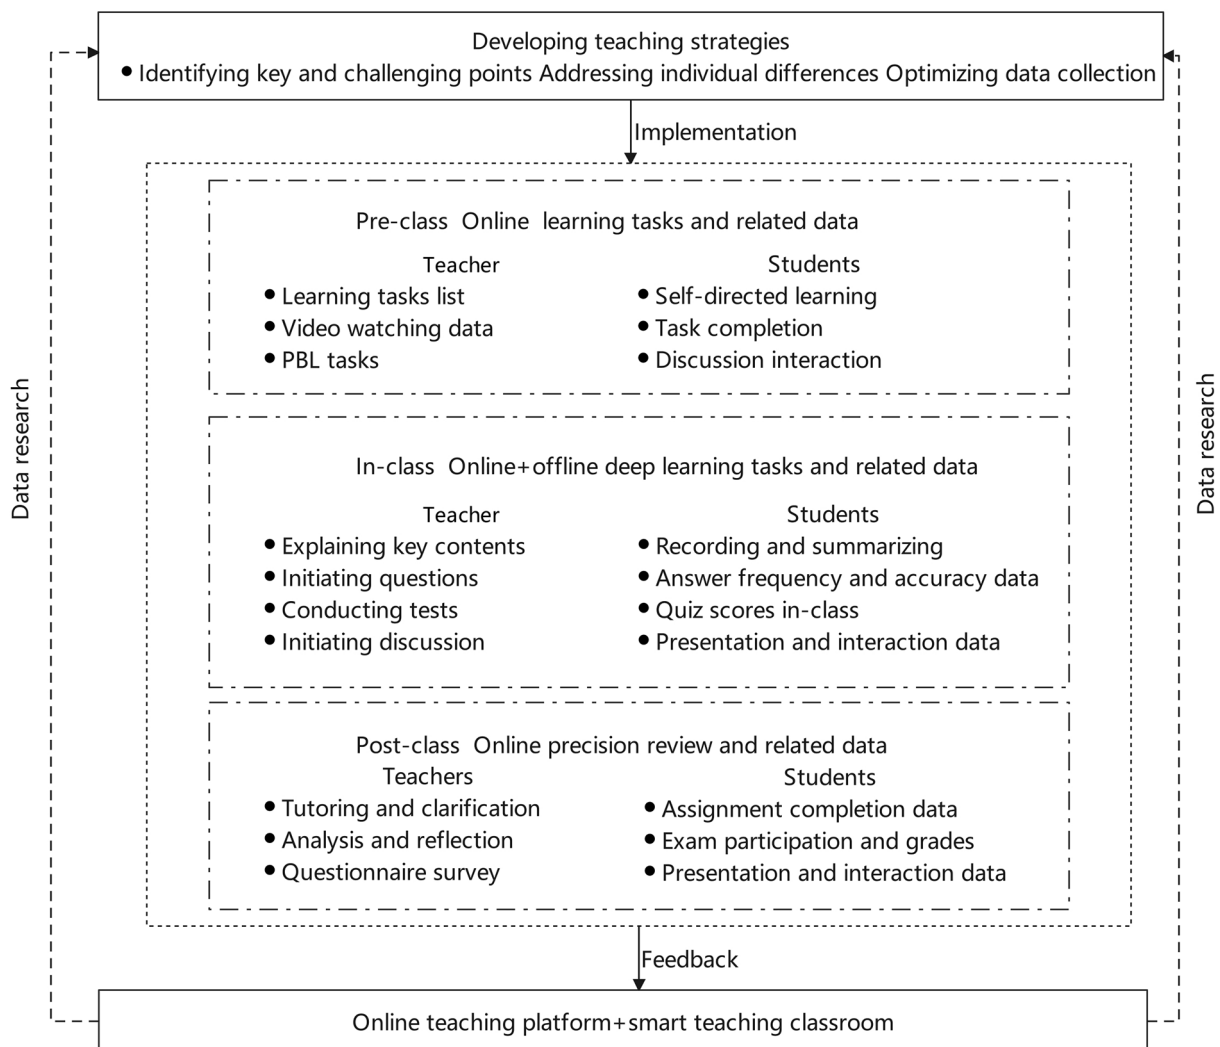 Developing teaching strategies
● Identifying key and challenging points Addressing individual differences Optimizing data collection
Implementation
Pre-class Online learning tasks and related data
Teacher
● Learning tasks list
● Video watching data
● PBL tasks
Students
● Self-directed learning
● Task completion
● Discussion interaction
In-class Online+offline deep learning tasks and related data
Teacher
● Explaining key contents
● Initiating questions
● Conducting tests
● Initiating discussion
Students
● Recording and summarizing
● Answer frequency and accuracy data
● Quiz scores in-class
● Presentation and interaction data
Post-class Online precision review and related data
Teachers
● Tutoring and clarification
● Analysis and reflection
● Questionnaire survey
Students
● Assignment completion data
● Exam participation and grades
● Presentation and interaction data
Feedback
Online teaching platform+smart teaching classroom
Data research
Data research